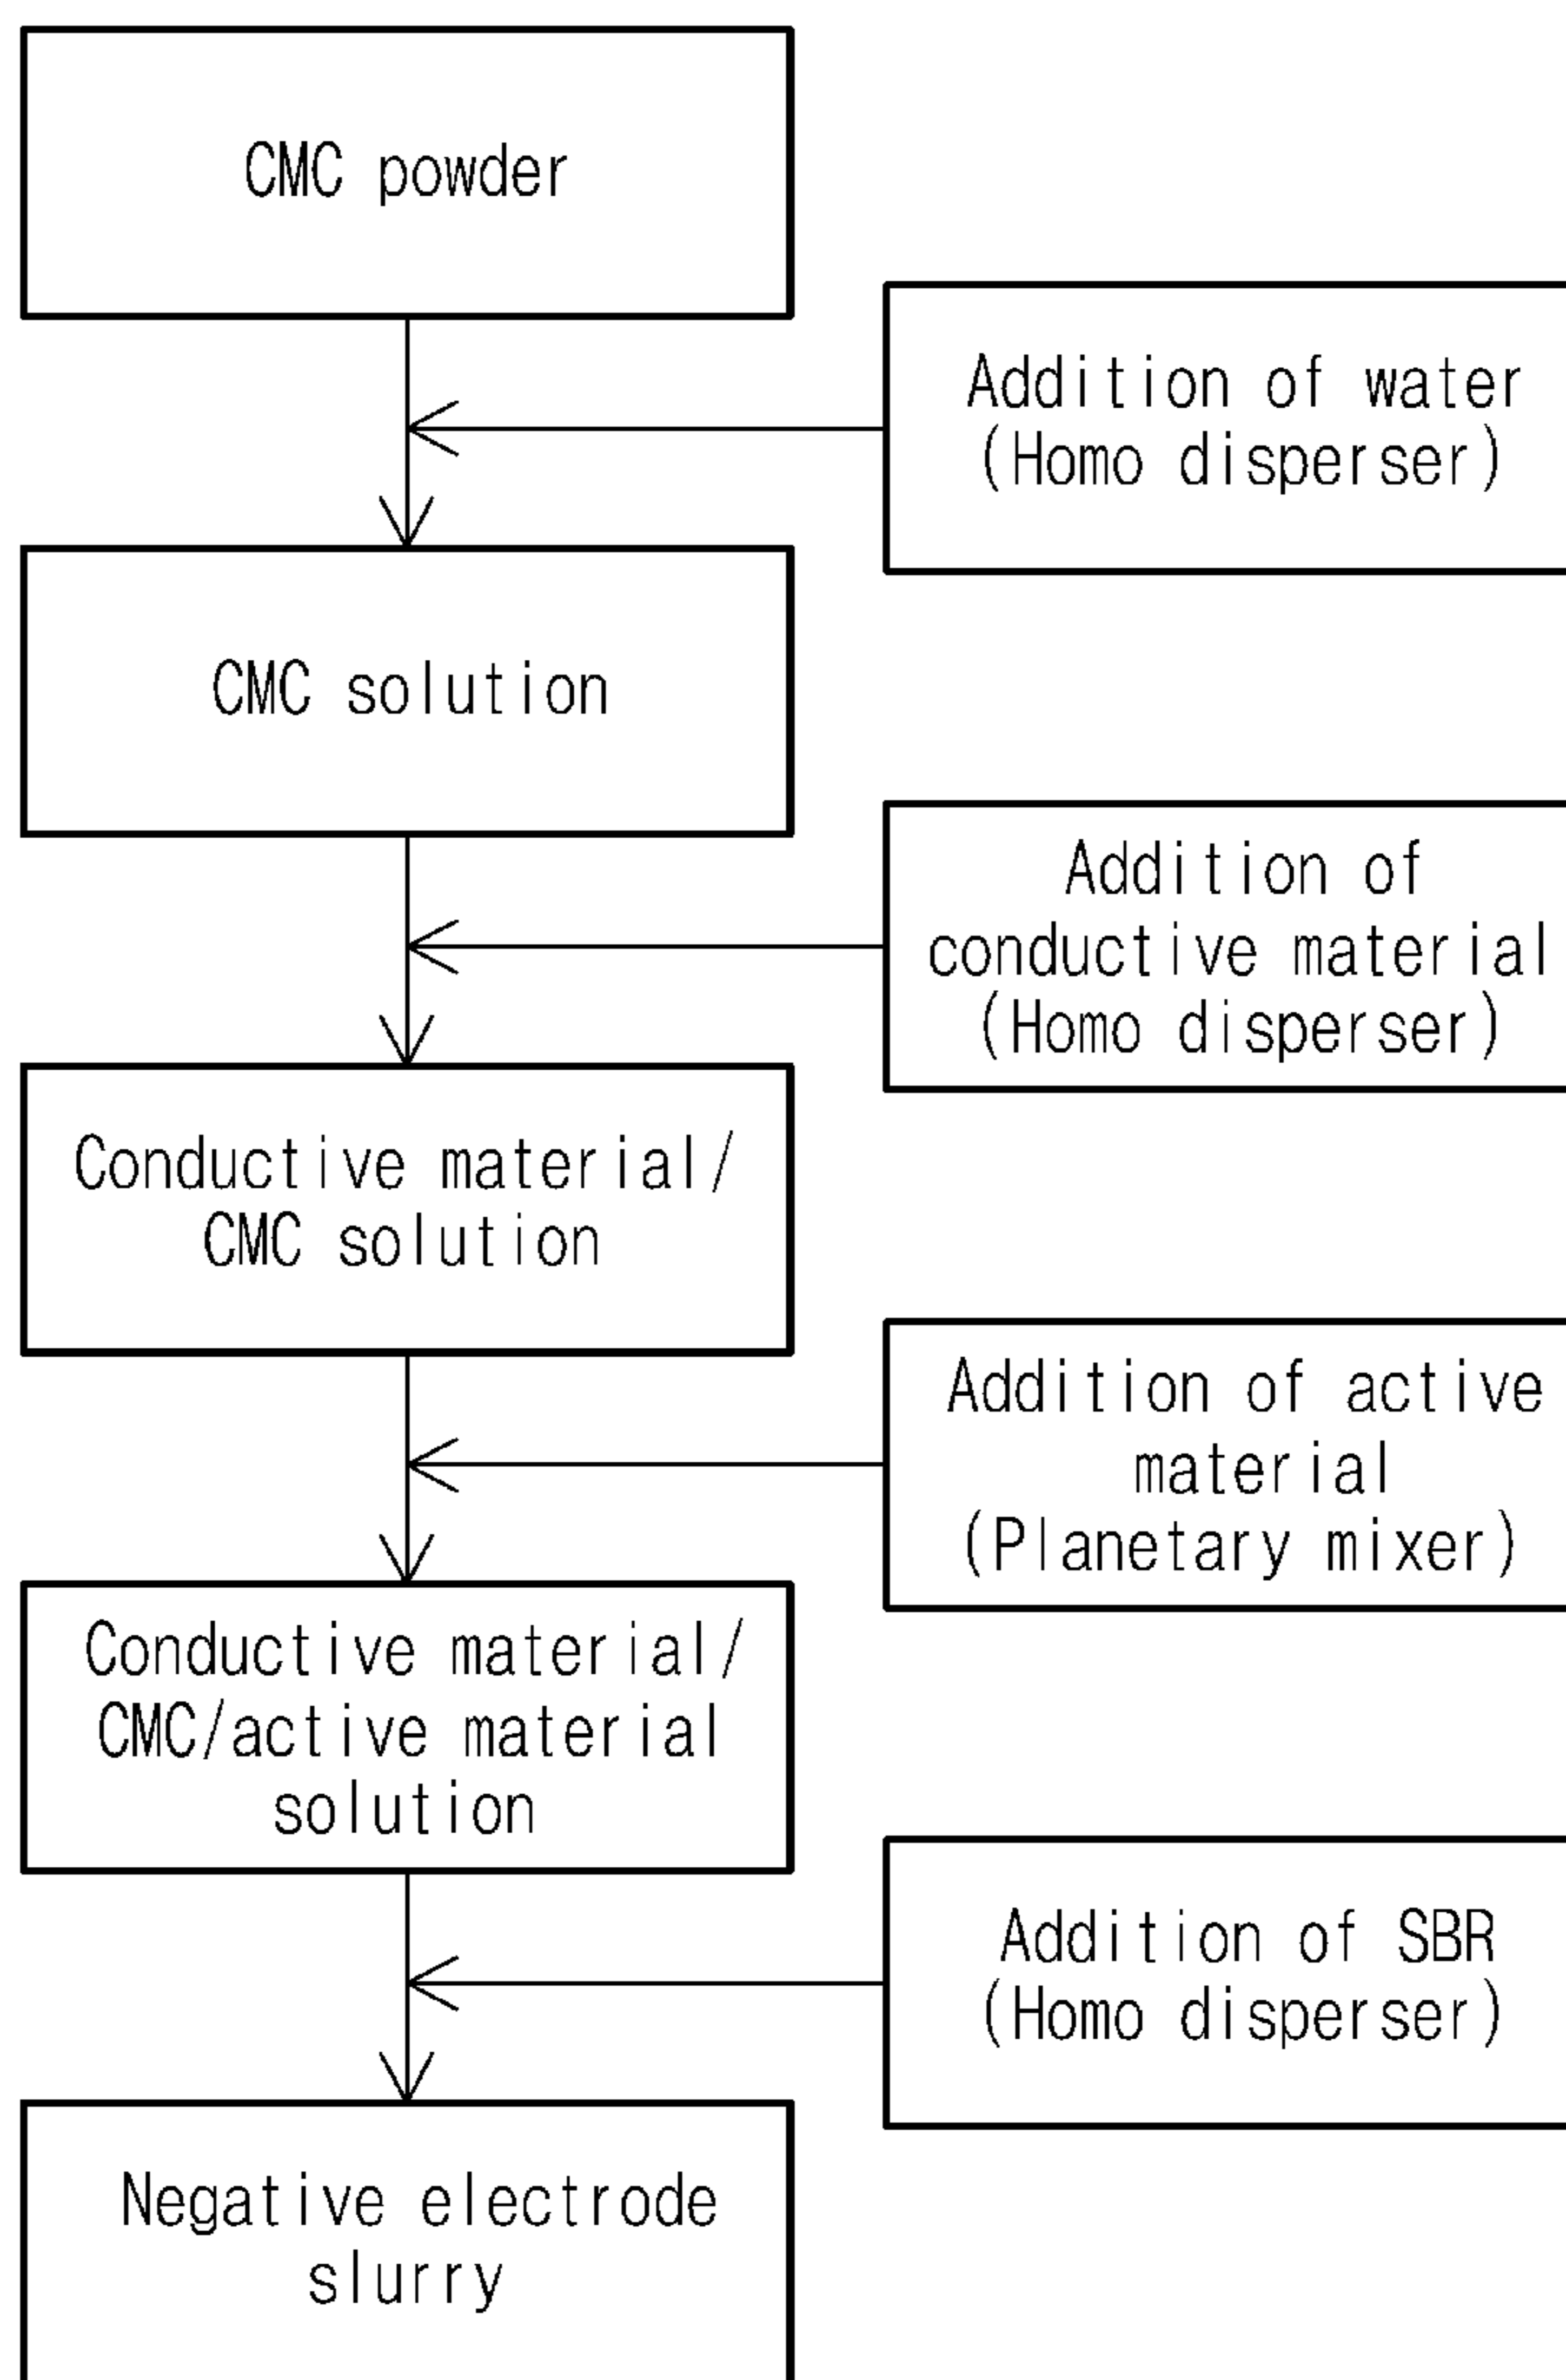 CMC powder
Addition of water
(Homo disperser)
CMC solution
Addition of
conductive material
(Homo disperser)
Conductive material/
CMC solution
Addition of active
material
(Planetary mixer)
Conductive material/
CMC/active material
solution
Addition of SBR
(Homo disperser)
Negative electrode
slurry